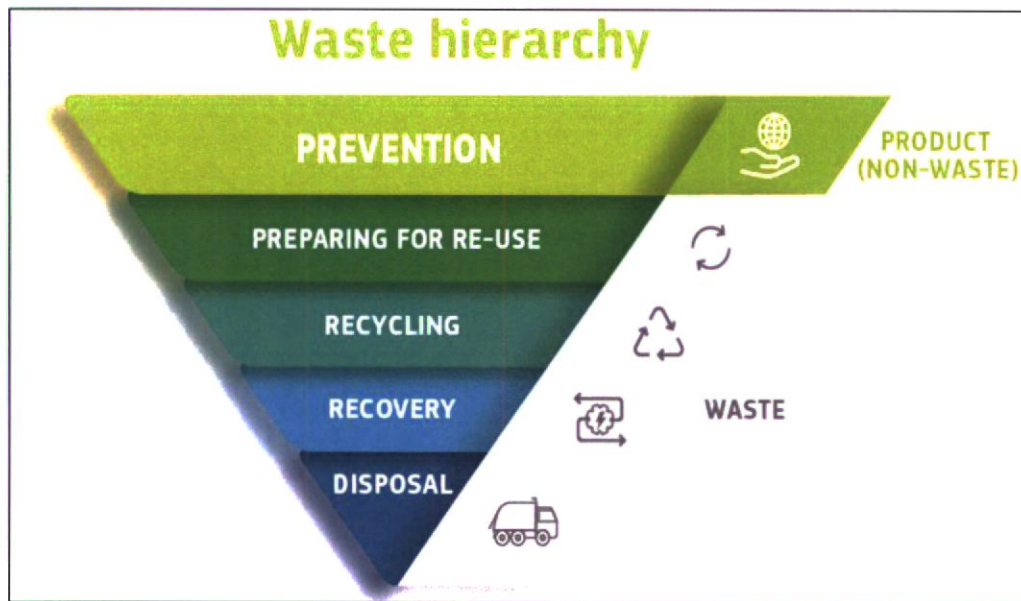 Waste hierarchy
PREVENTION
PRODUCT
(NON-WASTE)
PREPARING FOR RE-USE
RECYCLING
RECOVERY
WASTE
DISPOSAL